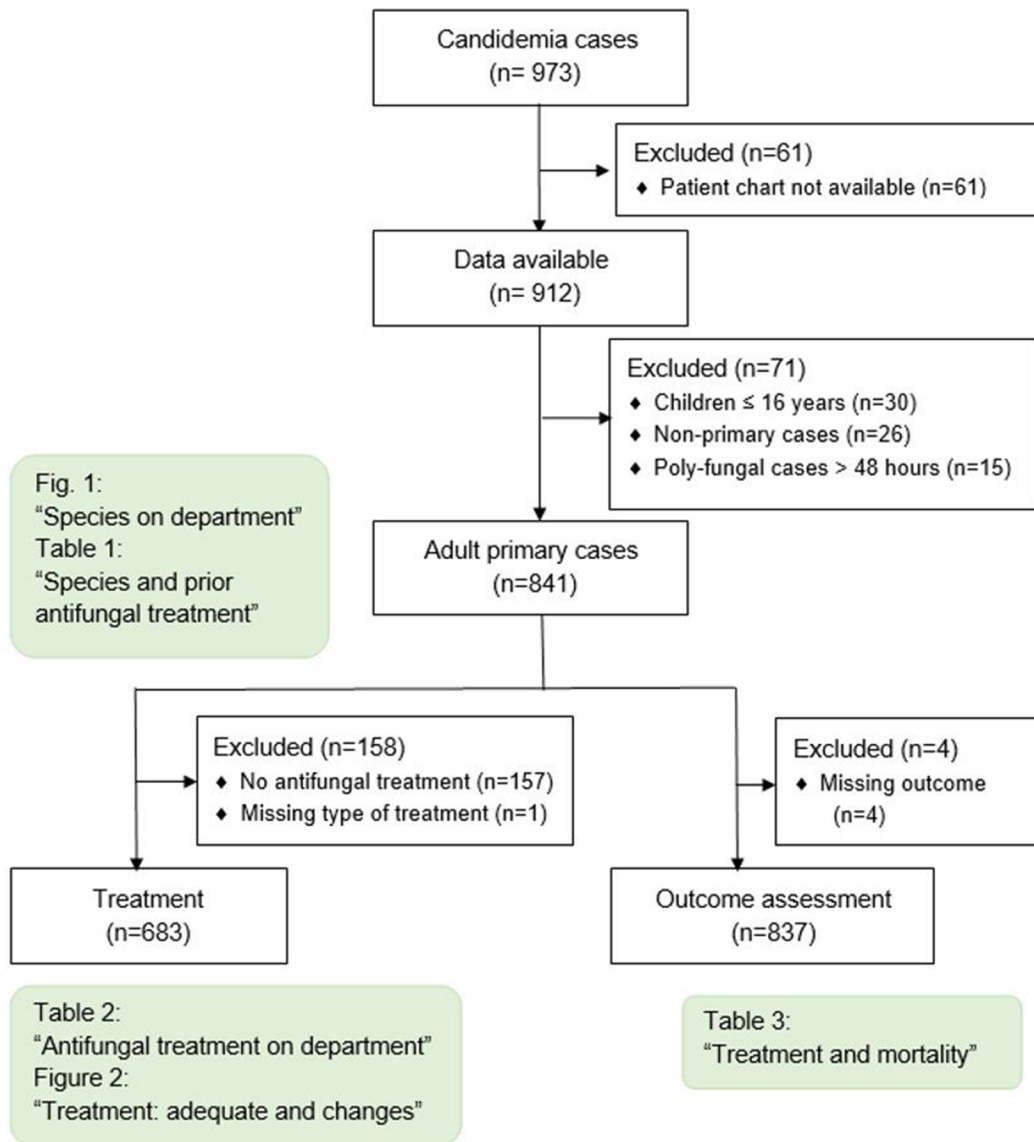 Candidemia cases
(n= 973)
Excluded (n=61)
♦ Patient chart not available (n=61)
Data available
(n= 912)
Excluded (n=71)
♦ Children ≤ 16 years (n=30)
♦ Non-primary cases (n=26)
♦ Poly-fungal cases > 48 hours (n=15)
Fig. 1:
“Species on department”
Table 1:
“Species and prior
antifungal treatment”
Adult primary cases
(n=841)
Excluded (n=158)
♦ No antifungal treatment (n=157)
♦ Missing type of treatment (n=1)
Excluded (n=4)
♦ Missing outcome
(n=4)
Treatment
(n=683)
Outcome assessment
(n=837)
Table 2:
“Antifungal treatment on department”
Figure 2:
“Treatment: adequate and changes”
Table 3:
“Treatment and mortality”